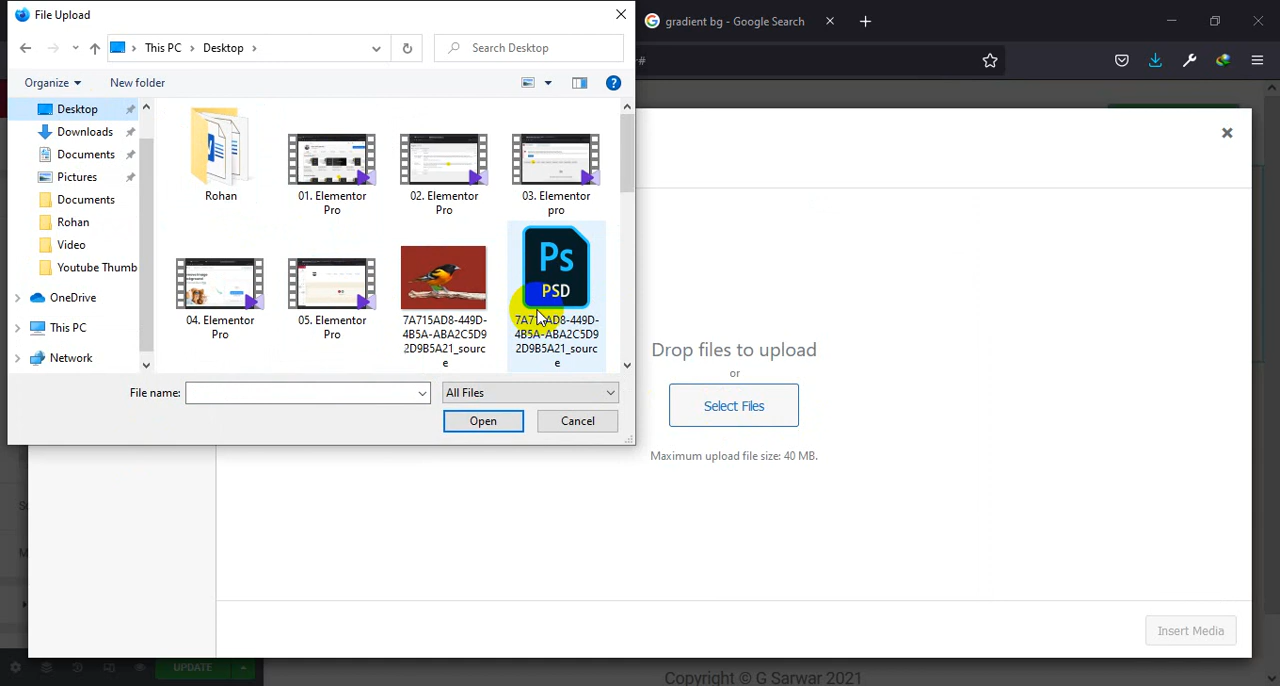 File Upload
gradient bg - Google Search
This PC
Desktop
Search Desktop
#
Organize
New folder
?
Desktop
Downloads
Documents
Pictures
Documents
Rohan
Video
Youtube Thumb
OneDrive
This PC
Network
Rohan
01. Elementor
Pro
02. Elementor
Pro
03. Elementor
pro
04. Elementor
Pro
05. Elementor
Pro
7A715AD8-449D-
4B5A-ABA2C5D9
2D9B5A21_sourc
e
Ps
PSD
7A715AD8-449D-
4B5A-ABA2C5D9
2D9B5A21_sourc
e
File name:
All Files
Open
Cancel
Drop files to upload
or
Select Files
Maximum upload file size: 40 MB.
Insert Media
UPDATE
Copyright © G Sarwar 2021